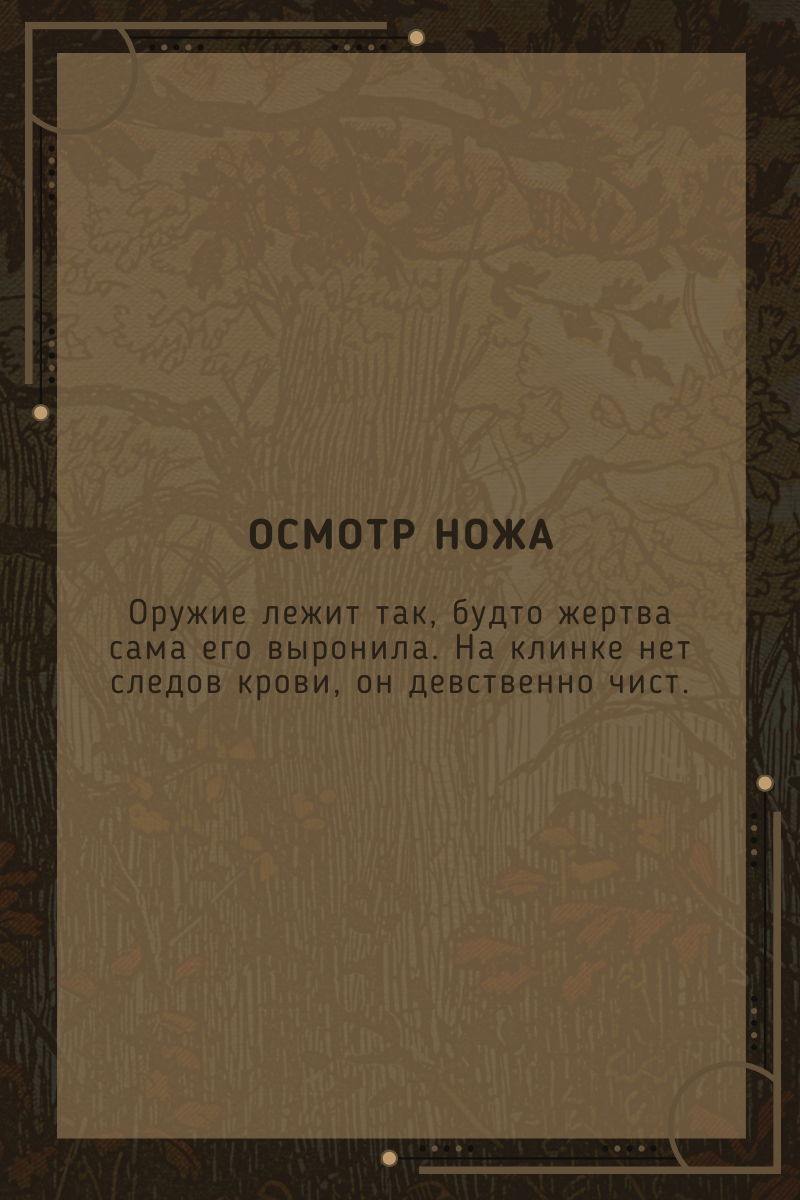 ОСМОТР НОЖА
Оружие лежит так, будто жертва
сама его выронила. На клинке нет
следов крови, он девственно чист.